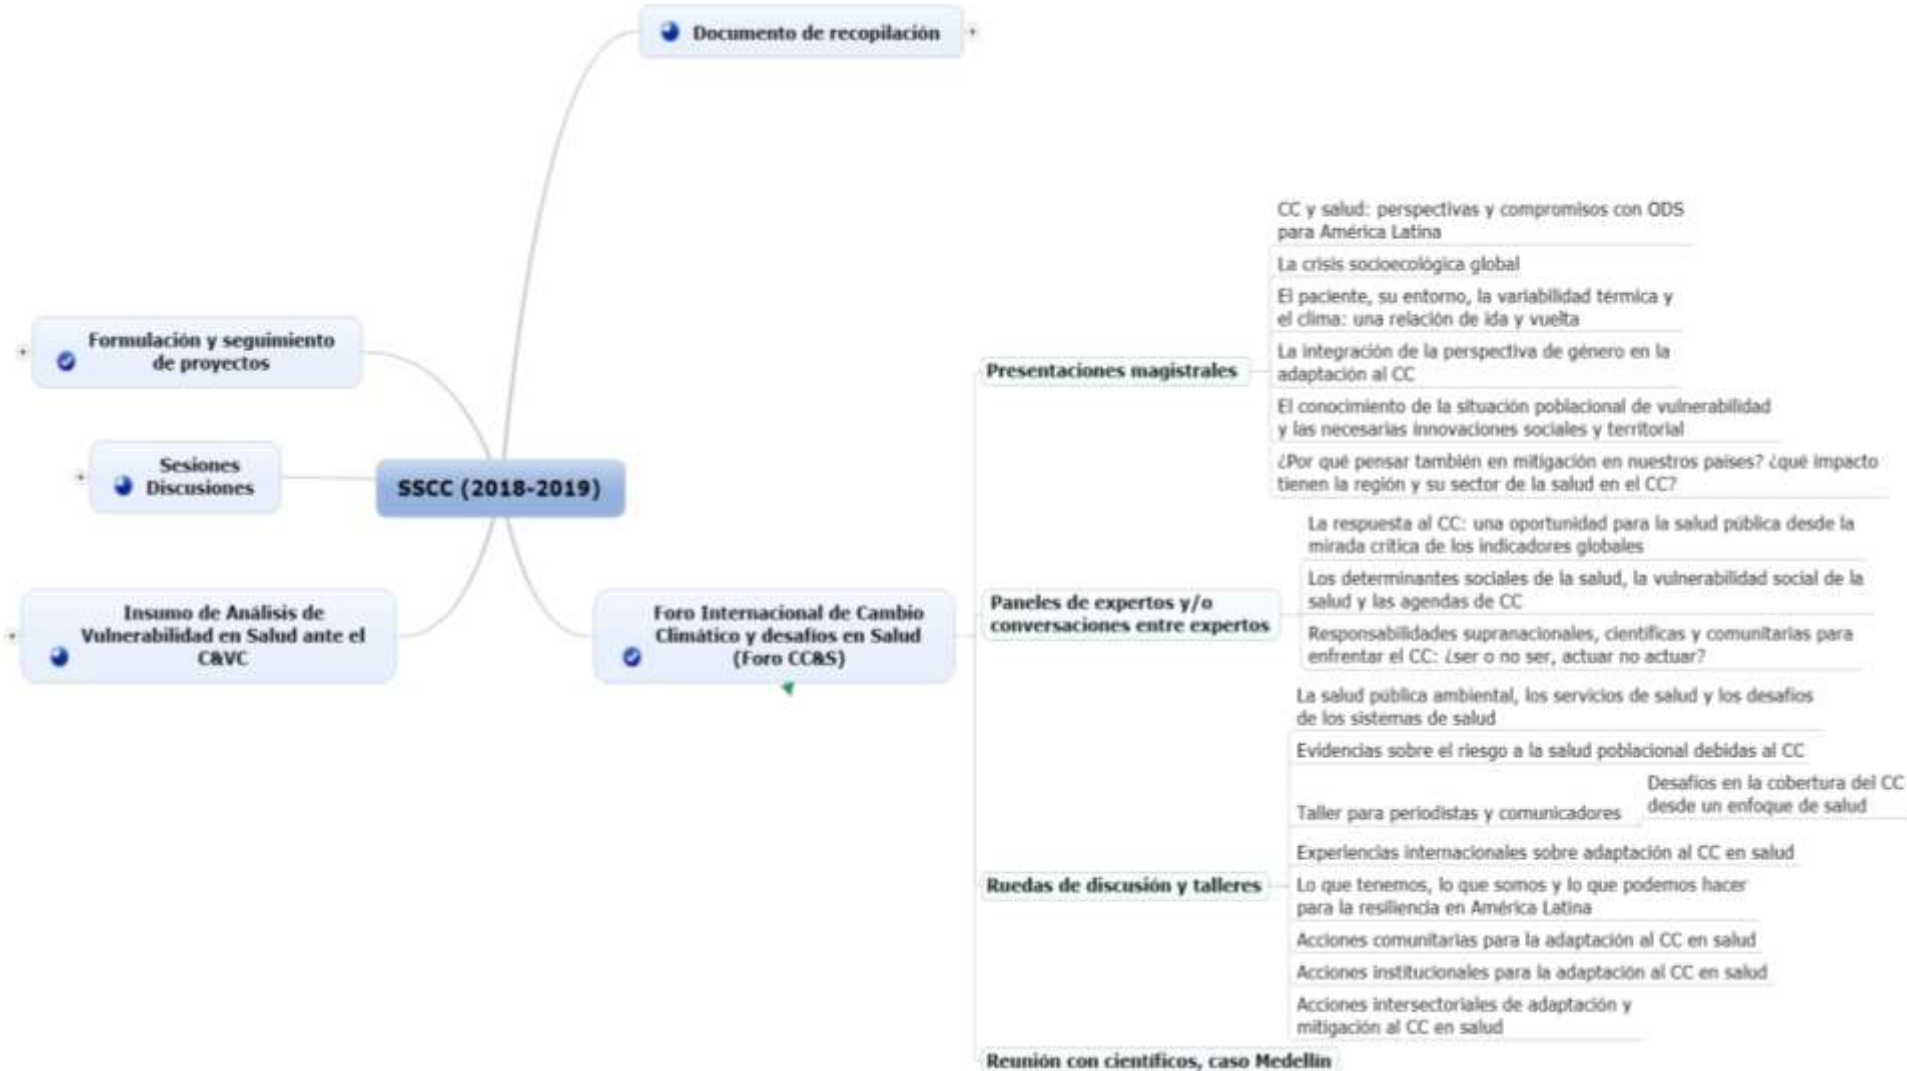 Documento de recopilación
Formulación y seguimiento
de proyectos
Sesiones
Discusiones
SSCC (2018-2019)
Insumo de Análisis de
Vulnerabilidad en Salud ante el
C&VC
Foro Internacional de Cambio
Climático y desafíos en Salud
(Foro CC&S)
Presentaciones magistrales
CC y salud: perspectivas y compromisos con ODS
para América Latina
La crisis socioecológica global
El paciente, su entorno, la variabilidad térmica y
el clima: una relación de ida y vuelta
La integración de la perspectiva de género en la
adaptación al CC
El conocimiento de la situación poblacional de vulnerabilidad
y las necesarias innovaciones sociales y territorial
¿Por qué pensar también en mitigación en nuestros países? ¿qué impacto
tienen la región y su sector de la salud en el CC?
Paneles de expertos y/o
conversaciones entre expertos
La respuesta al CC: una oportunidad para la salud pública desde la
mirada crítica de los indicadores globales
Los determinantes sociales de la salud, la vulnerabilidad social de la
salud y las agendas de CC
Responsabilidades supranacionales, científicas y comunitarias para
enfrentar el CC: ¿ser o no ser, actuar no actuar?
Ruedas de discusión y talleres
La salud pública ambiental, los servicios de salud y los desafíos
de los sistemas de salud
Evidencias sobre el riesgo a la salud poblacional debidas al CC
Taller para periodistas y comunicadores
Desafíos en la cobertura del CC
desde un enfoque de salud
Experiencias internacionales sobre adaptación al CC en salud
Lo que tenemos, lo que somos y lo que podemos hacer
para la resiliencia en América Latina
Acciones comunitarias para la adaptación al CC en salud
Acciones institucionales para la adaptación al CC en salud
Acciones intersectoriales de adaptación y
mitigación al CC en salud
Reunión con científicos, caso Medellín